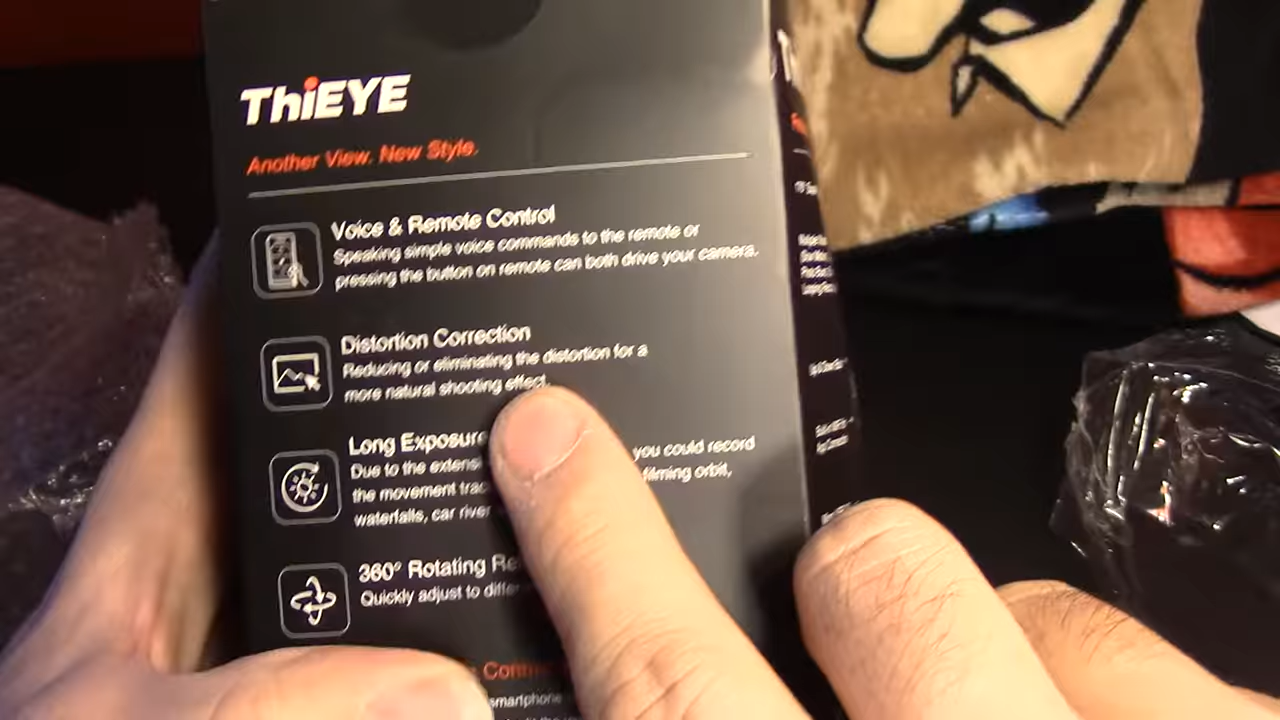 ThiEYE
Another View. New Style.
Voice & Remote Control
Speaking simple voice commands to the remote or
pressing the button on remote can both drive your camera.
Distortion Correction
Reducing or eliminating the distortion for a
more natural shooting effect.
Long Exposure
Due to the you could record
the movement filming orbit,
waterfalls, car river
360° Rotating
Quickly adjust to
smartphone